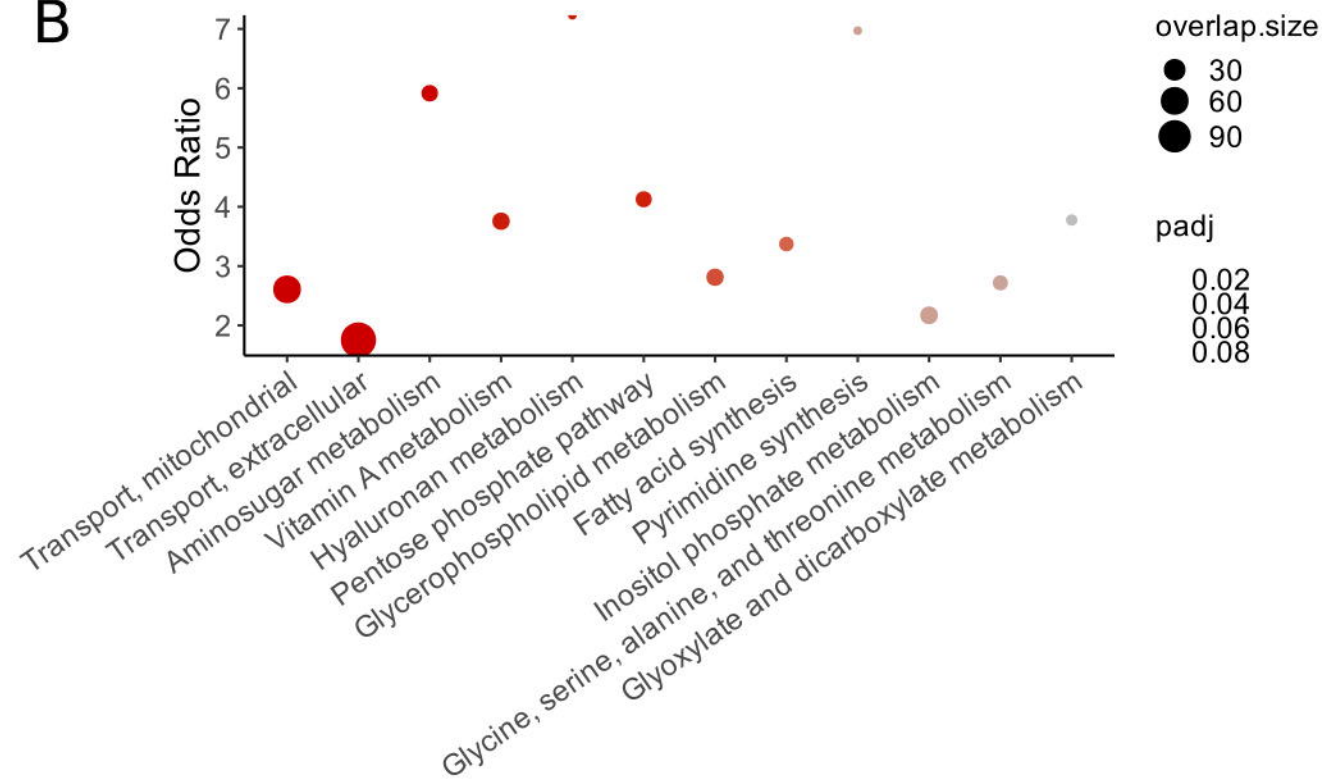 B
Odds Ratio
7
6
5
4
3
2
Transport, mitochondrial
Transport, extracellular
Aminosugar metabolism
Vitamin A metabolism
Hyaluronan metabolism
Pentose phosphate pathway
Glycerophospholipid metabolism
Fatty acid synthesis
Pyrimidine synthesis
Inositol phosphate metabolism
Glycine, serine, alanine, and threonine metabolism
Glyoxylate and dicarboxylate metabolism
overlap.size
30
60
90
padj
0.02
0.04
0.06
0.08